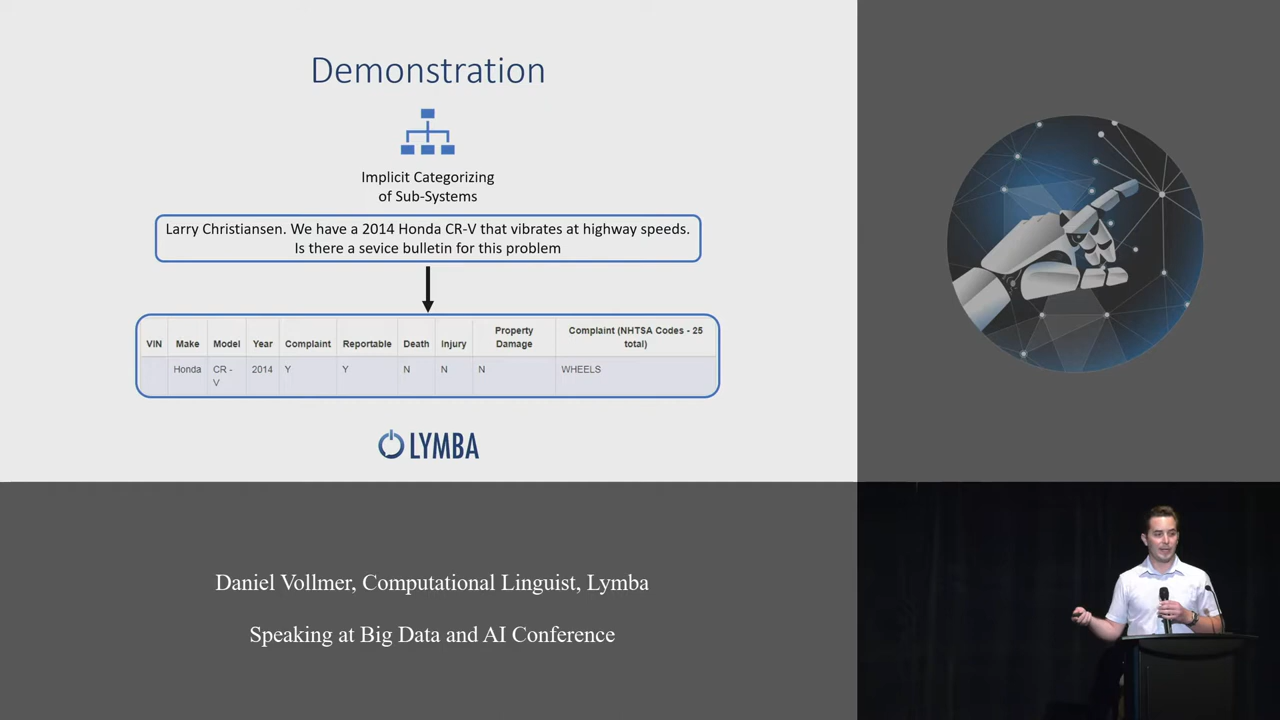 Demonstration
Implicit Categorizing
of Sub-Systems
Larry Christiansen. We have a 2014 Honda CR-V that vibrates at highway speeds.
Is there a sevice bulletin for this problem
VIN Make Model Year Complaint Reportable Death Injury Property Damage Complaint (NHTSA Codes - 25 total)
Honda CR - V 2014 Y Y N N N WHEELS
LYMBA
Daniel Vollmer, Computational Linguist, Lymba
Speaking at Big Data and AI Conference